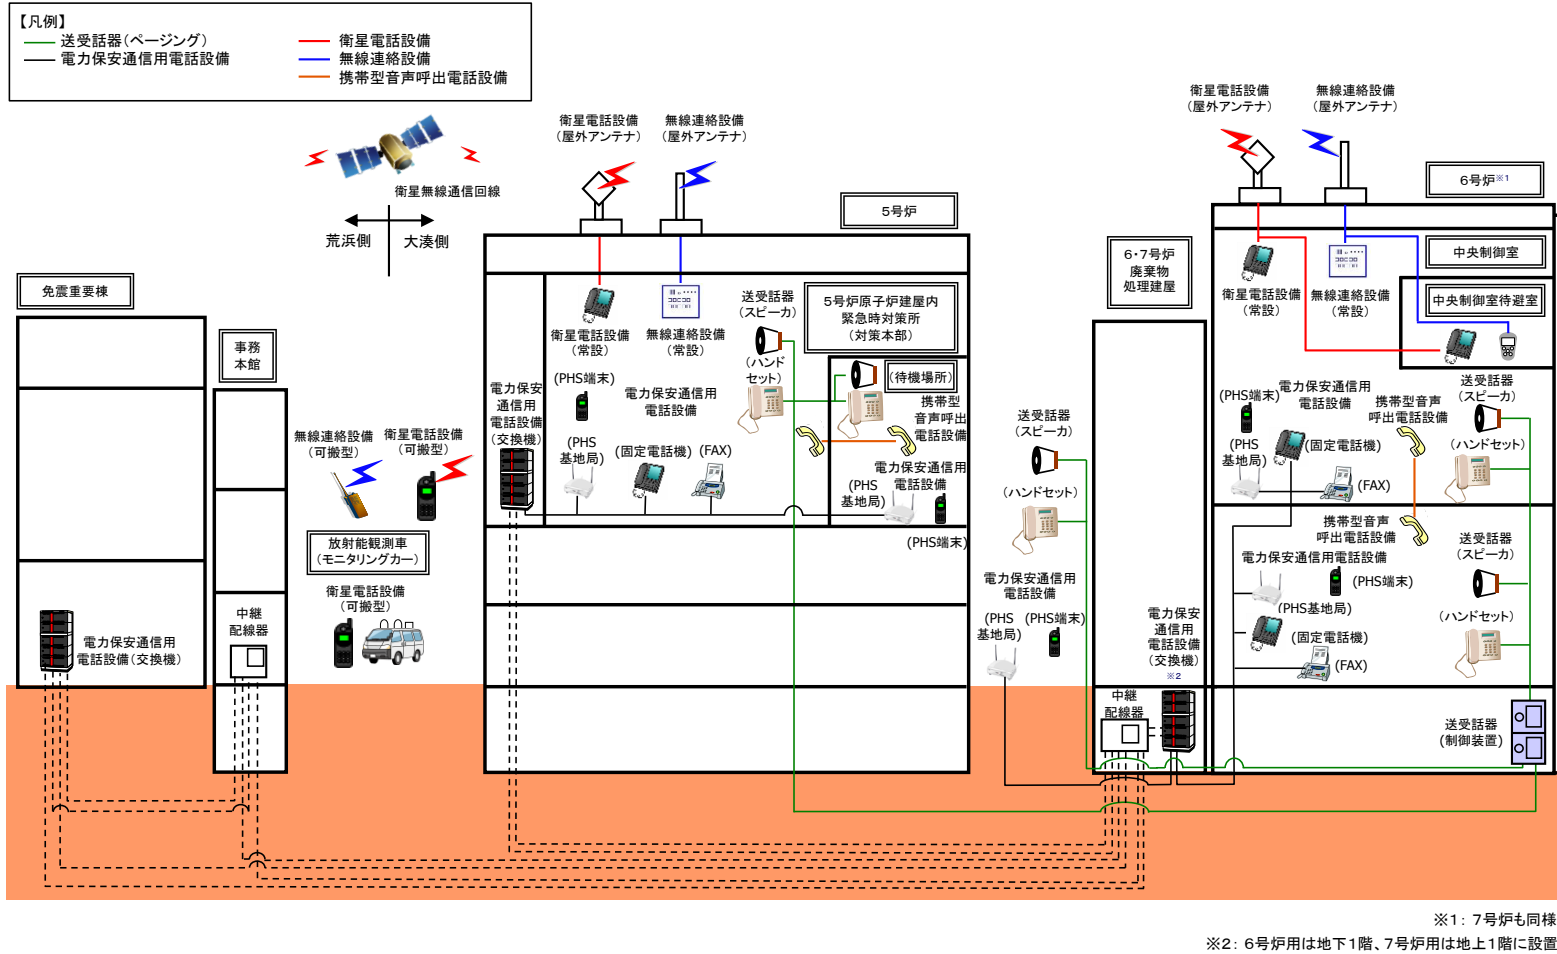 【凡例】
送受話器(ページング)
電力保安通信用電話設備
衛星電話設備
無線連絡設備
携帯型音声呼出電話設備
衛星無線通信回線
荒浜側
大湊側
免震重要棟
電力保安通信用
電話設備(交換機)
事務
本館
中継
配線器
無線連絡設備
(可搬型)
衛星電話設備
(可搬型)
放射能観測車
(モニタリングカー)
衛星電話設備
(可搬型)
衛星電話設備
(屋外アンテナ)
無線連絡設備
(屋外アンテナ)
5号炉
衛星電話設備
(常設)
無線連絡設備
(常設)
送受話器
(スピーカ)
(ハンド
セット)
5号炉原子炉建屋内
緊急時対策所
(対策本部)
(待機場所)
携帯型
音声呼出
電話設備
電力保安
通信用
電話設備
(交換機)
(PHS端末)
電力保安通信用
電話設備
(PHS
基地局)
(固定電話機)
(FAX)
電力保安通信用
電話設備
(PHS
基地局)
(PHS端末)
送受話器
(スピーカ)
(ハンドセット)
電力保安通信用
電話設備
(PHS
基地局)
(PHS端末)
6・7号炉
廃棄物
処理建屋
電力保安
通信用
電話設備
(交換機)
※2
中継
配線器
衛星電話設備
(屋外アンテナ)
無線連絡設備
(屋外アンテナ)
6号炉※1
中央制御室
衛星電話設備
(常設)
無線連絡設備
(常設)
中央制御室待避室
(PHS端末)
電力保安通信用
電話設備
(PHS
基地局)
(固定電話機)
(FAX)
携帯型音声
呼出電話設備
送受話器
(スピーカ)
(ハンドセット)
携帯型音声
呼出電話設備
電力保安通信用電話設備
(PHS端末)
(PHS基地局)
(固定電話機)
(FAX)
送受話器
(スピーカ)
(ハンドセット)
送受話器
(制御装置)
※1: 7号炉も同様
※2: 6号炉用は地下1階、7号炉用は地上1階に設置